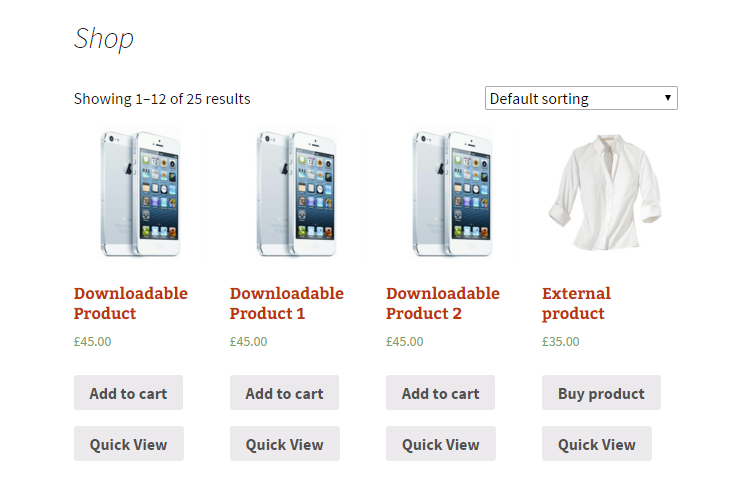 Shop
Showing 1–12 of 25 results
Default sorting
Downloadable
Product
£45.00
Add to cart
Quick View
Downloadable
Product 1
£45.00
Add to cart
Quick View
Downloadable
Product 2
£45.00
Add to cart
Quick View
External
product
£35.00
Buy product
Quick View